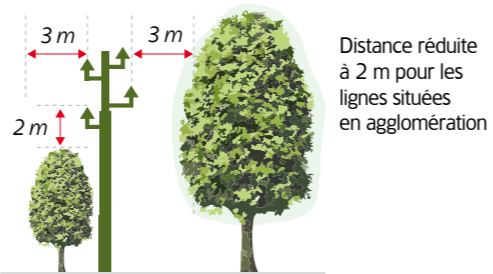 3 m
3 m
2 m
Distance réduite
à 2 m pour les
lignes situées
en agglomération